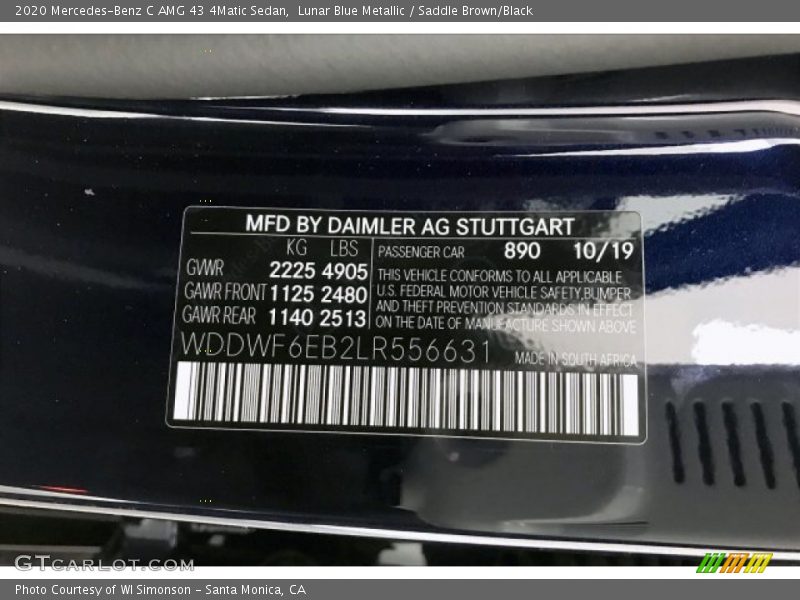 2020 Mercedes-Benz C AMG 43 4Matic Sedan,  Lunar Blue Metallic / Saddle Brown/Black
MFD BY DAIMLER AG STUTTGART
KG LBS
GVWR 2225 4905
GAWR FRONT 1125 2480
GAWR REAR 1140 2513
PASSENGER CAR 890 10/19
THIS VEHICLE CONFORMS TO ALL APPLICABLE
U.S. FEDERAL MOTOR VEHICLE SAFETY,BUMPER
AND THEFT PREVENTION STANDARDS IN EFFECT
ON THE DATE OF MANUFACTURE SHOWN ABOVE
WDDWF6EB2LR556631
MADE IN SOUTH AFRICA
GTCARLOT.COM
Photo Courtesy of WI Simonson - Santa Monica, CA